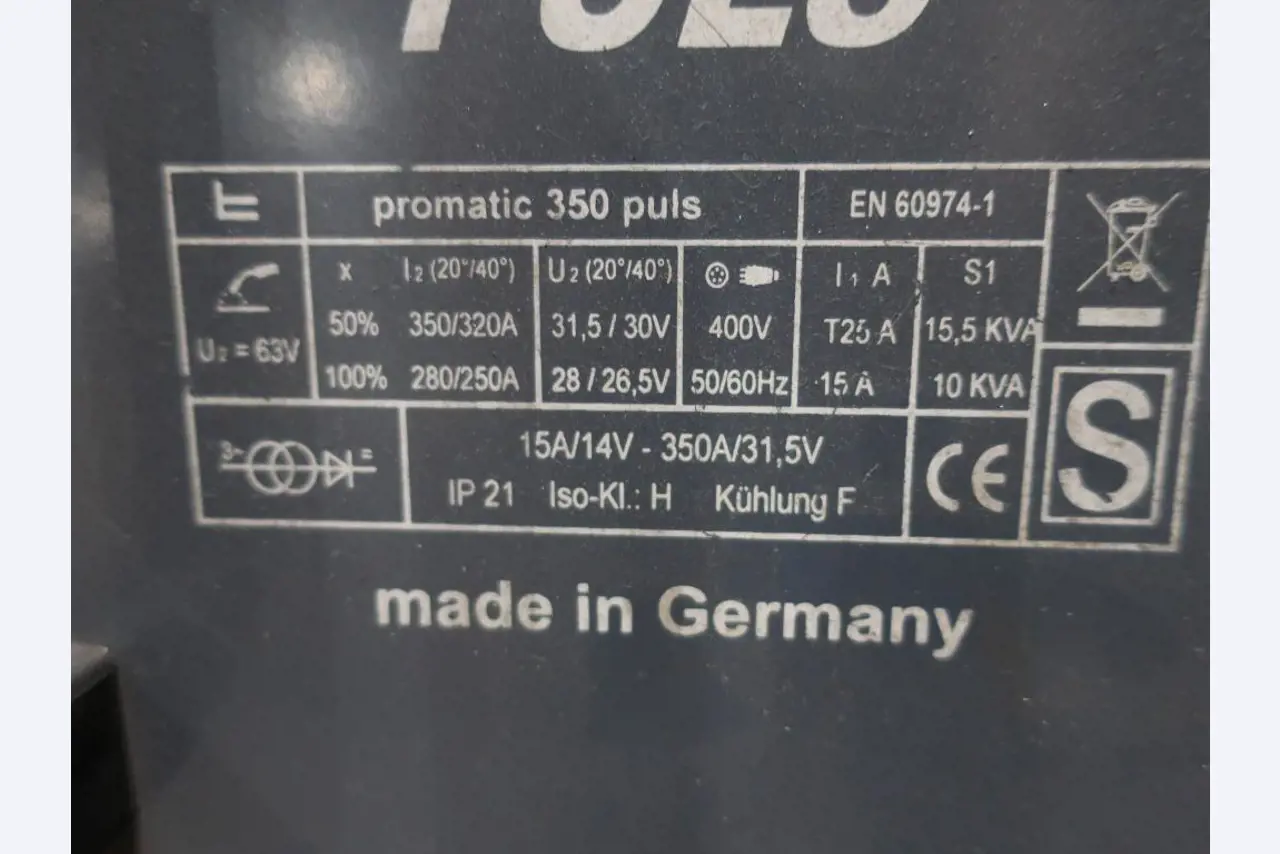 PULS
promatic 350 puls
EN 60974-1
x I₂ (20°/40°) U₂ (20°/40°) I₁ A S1
50% 350/320A 31,5 / 30V 400V T25 A 15,5 KVA
U₂ = 63V
100% 280/250A 28 / 26,5V 50/60Hz 15 A 10 KVA
3~ =
15A/14V - 350A/31,5V
IP 21 Iso-Kl.: H Kühlung F
CE
S
made in Germany